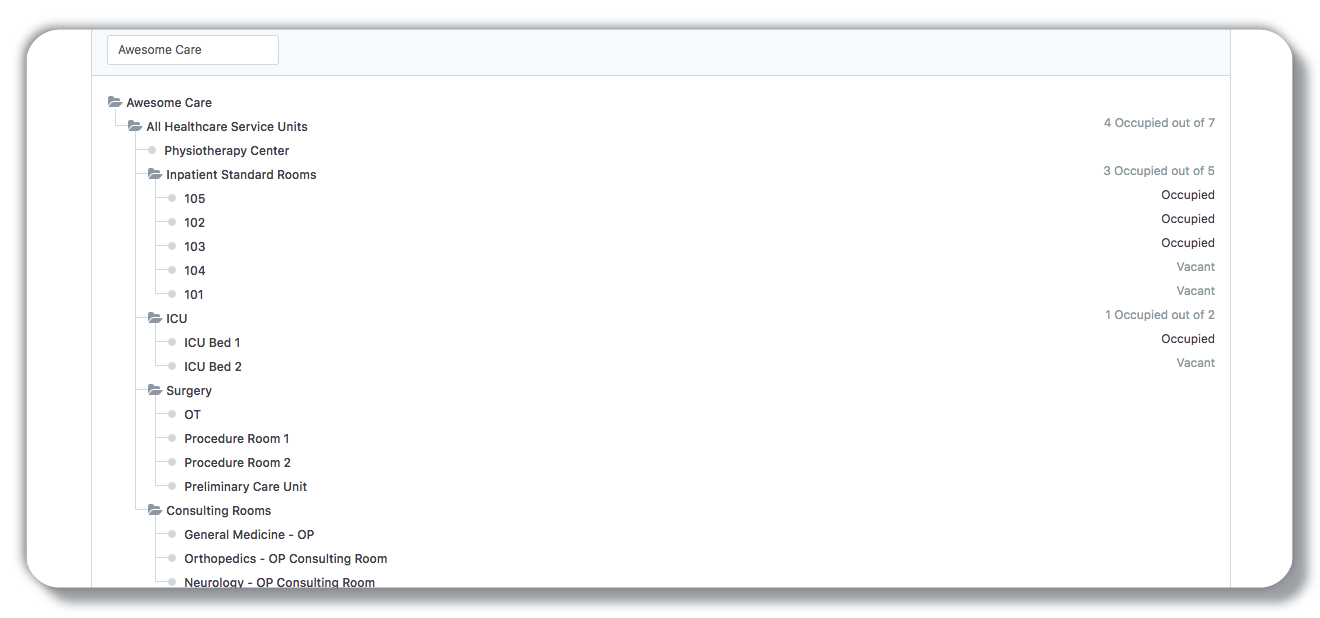 Awesome Care
Awesome Care
All Healthcare Service Units 4 Occupied out of 7
Physiotherapy Center
Inpatient Standard Rooms 3 Occupied out of 5
105 Occupied
102 Occupied
103 Occupied
104 Vacant
101 Vacant
ICU 1 Occupied out of 2
ICU Bed 1 Occupied
ICU Bed 2 Vacant
Surgery
OT
Procedure Room 1
Procedure Room 2
Preliminary Care Unit
Consulting Rooms
General Medicine - OP
Orthopedics - OP Consulting Room
Neurology - OP Consulting Room